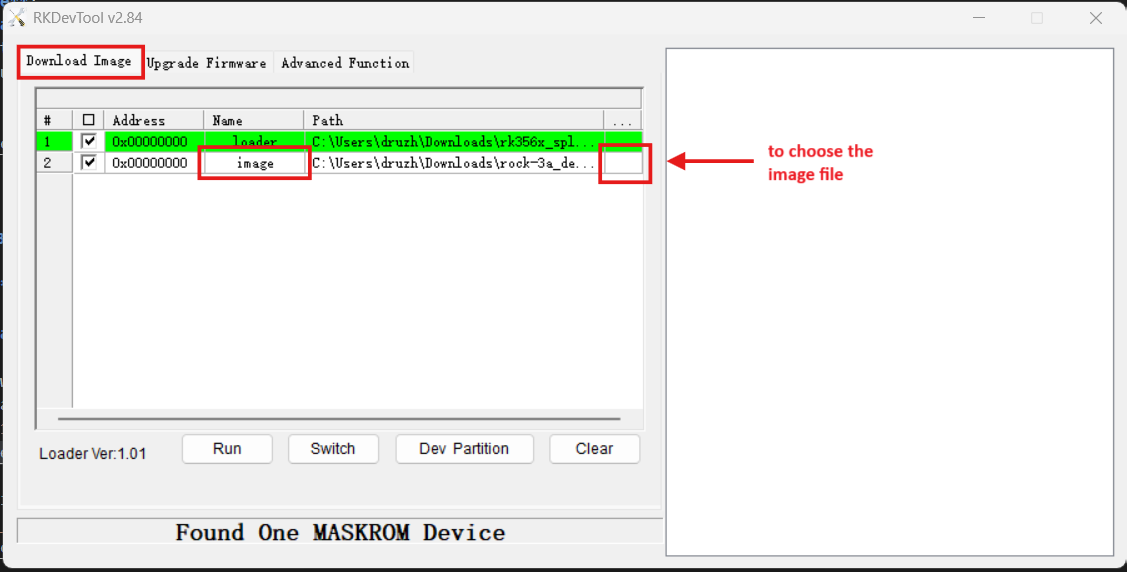 RKDevTool v2.84
Download Image Upgrade Firmware Advanced Function
# Address Name Path ...
1 0x00000000 loader C:\Users\druzh\Downloads\rk356x_spl...
2 0x00000000 image C:\Users\druzh\Downloads\rock-3a_de...
to choose the
image file
Loader Ver:1.01 Run Switch Dev Partition Clear
Found One MASKROM Device